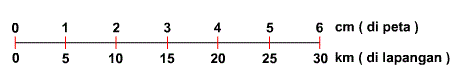 0 1 2 3 4 5 6 cm ( di peta )
0 5 10 15 20 25 30 km ( di lapangan )